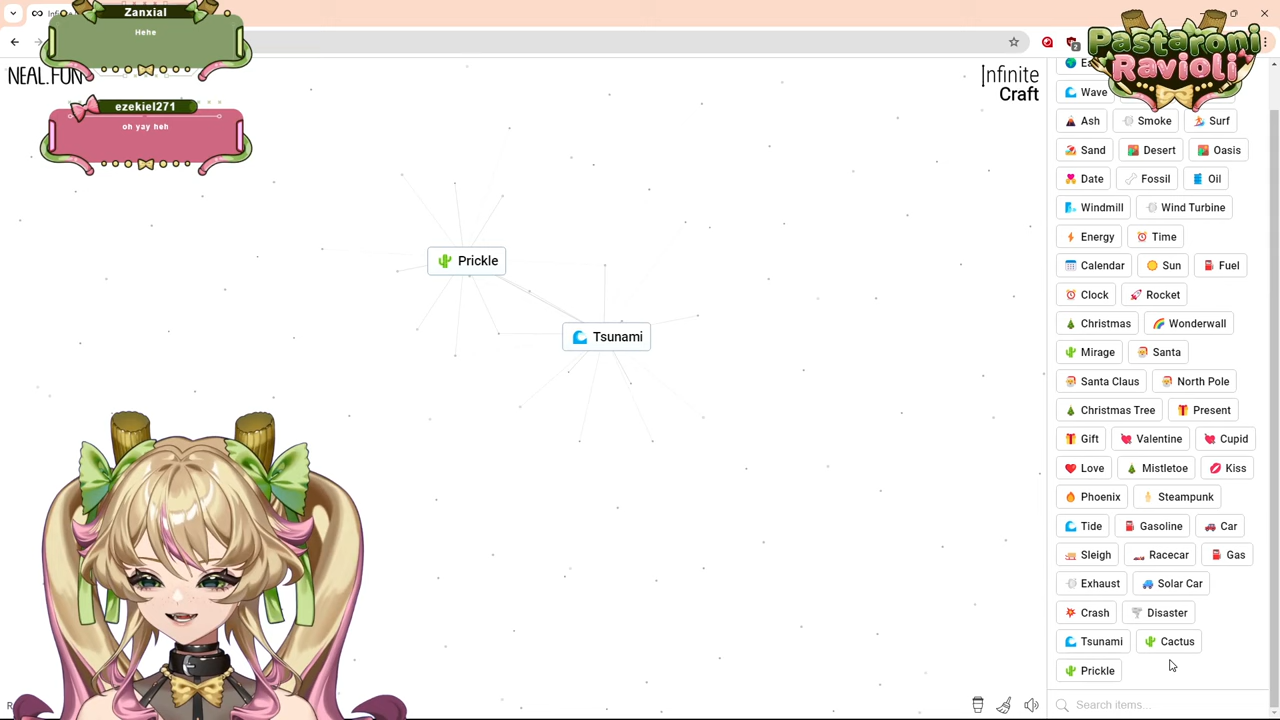 Zanxial
Hehe
NEAL.FUN
ezekiel271
oh yay heh
Infinite
Craft
Pastaroni
Ravioli
2
Prickle
Tsunami
Wave
Ash Smoke Surf
Sand Desert Oasis
Date Fossil Oil
Windmill Wind Turbine
Energy Time
Calendar Sun Fuel
Clock Rocket
Christmas Wonderwall
Mirage Santa
Santa Claus North Pole
Christmas Tree Present
Gift Valentine Cupid
Love Mistletoe Kiss
Phoenix Steampunk
Tide Gasoline Car
Sleigh Racecar Gas
Exhaust Solar Car
Crash Disaster
Tsunami Cactus
Prickle
Search items...